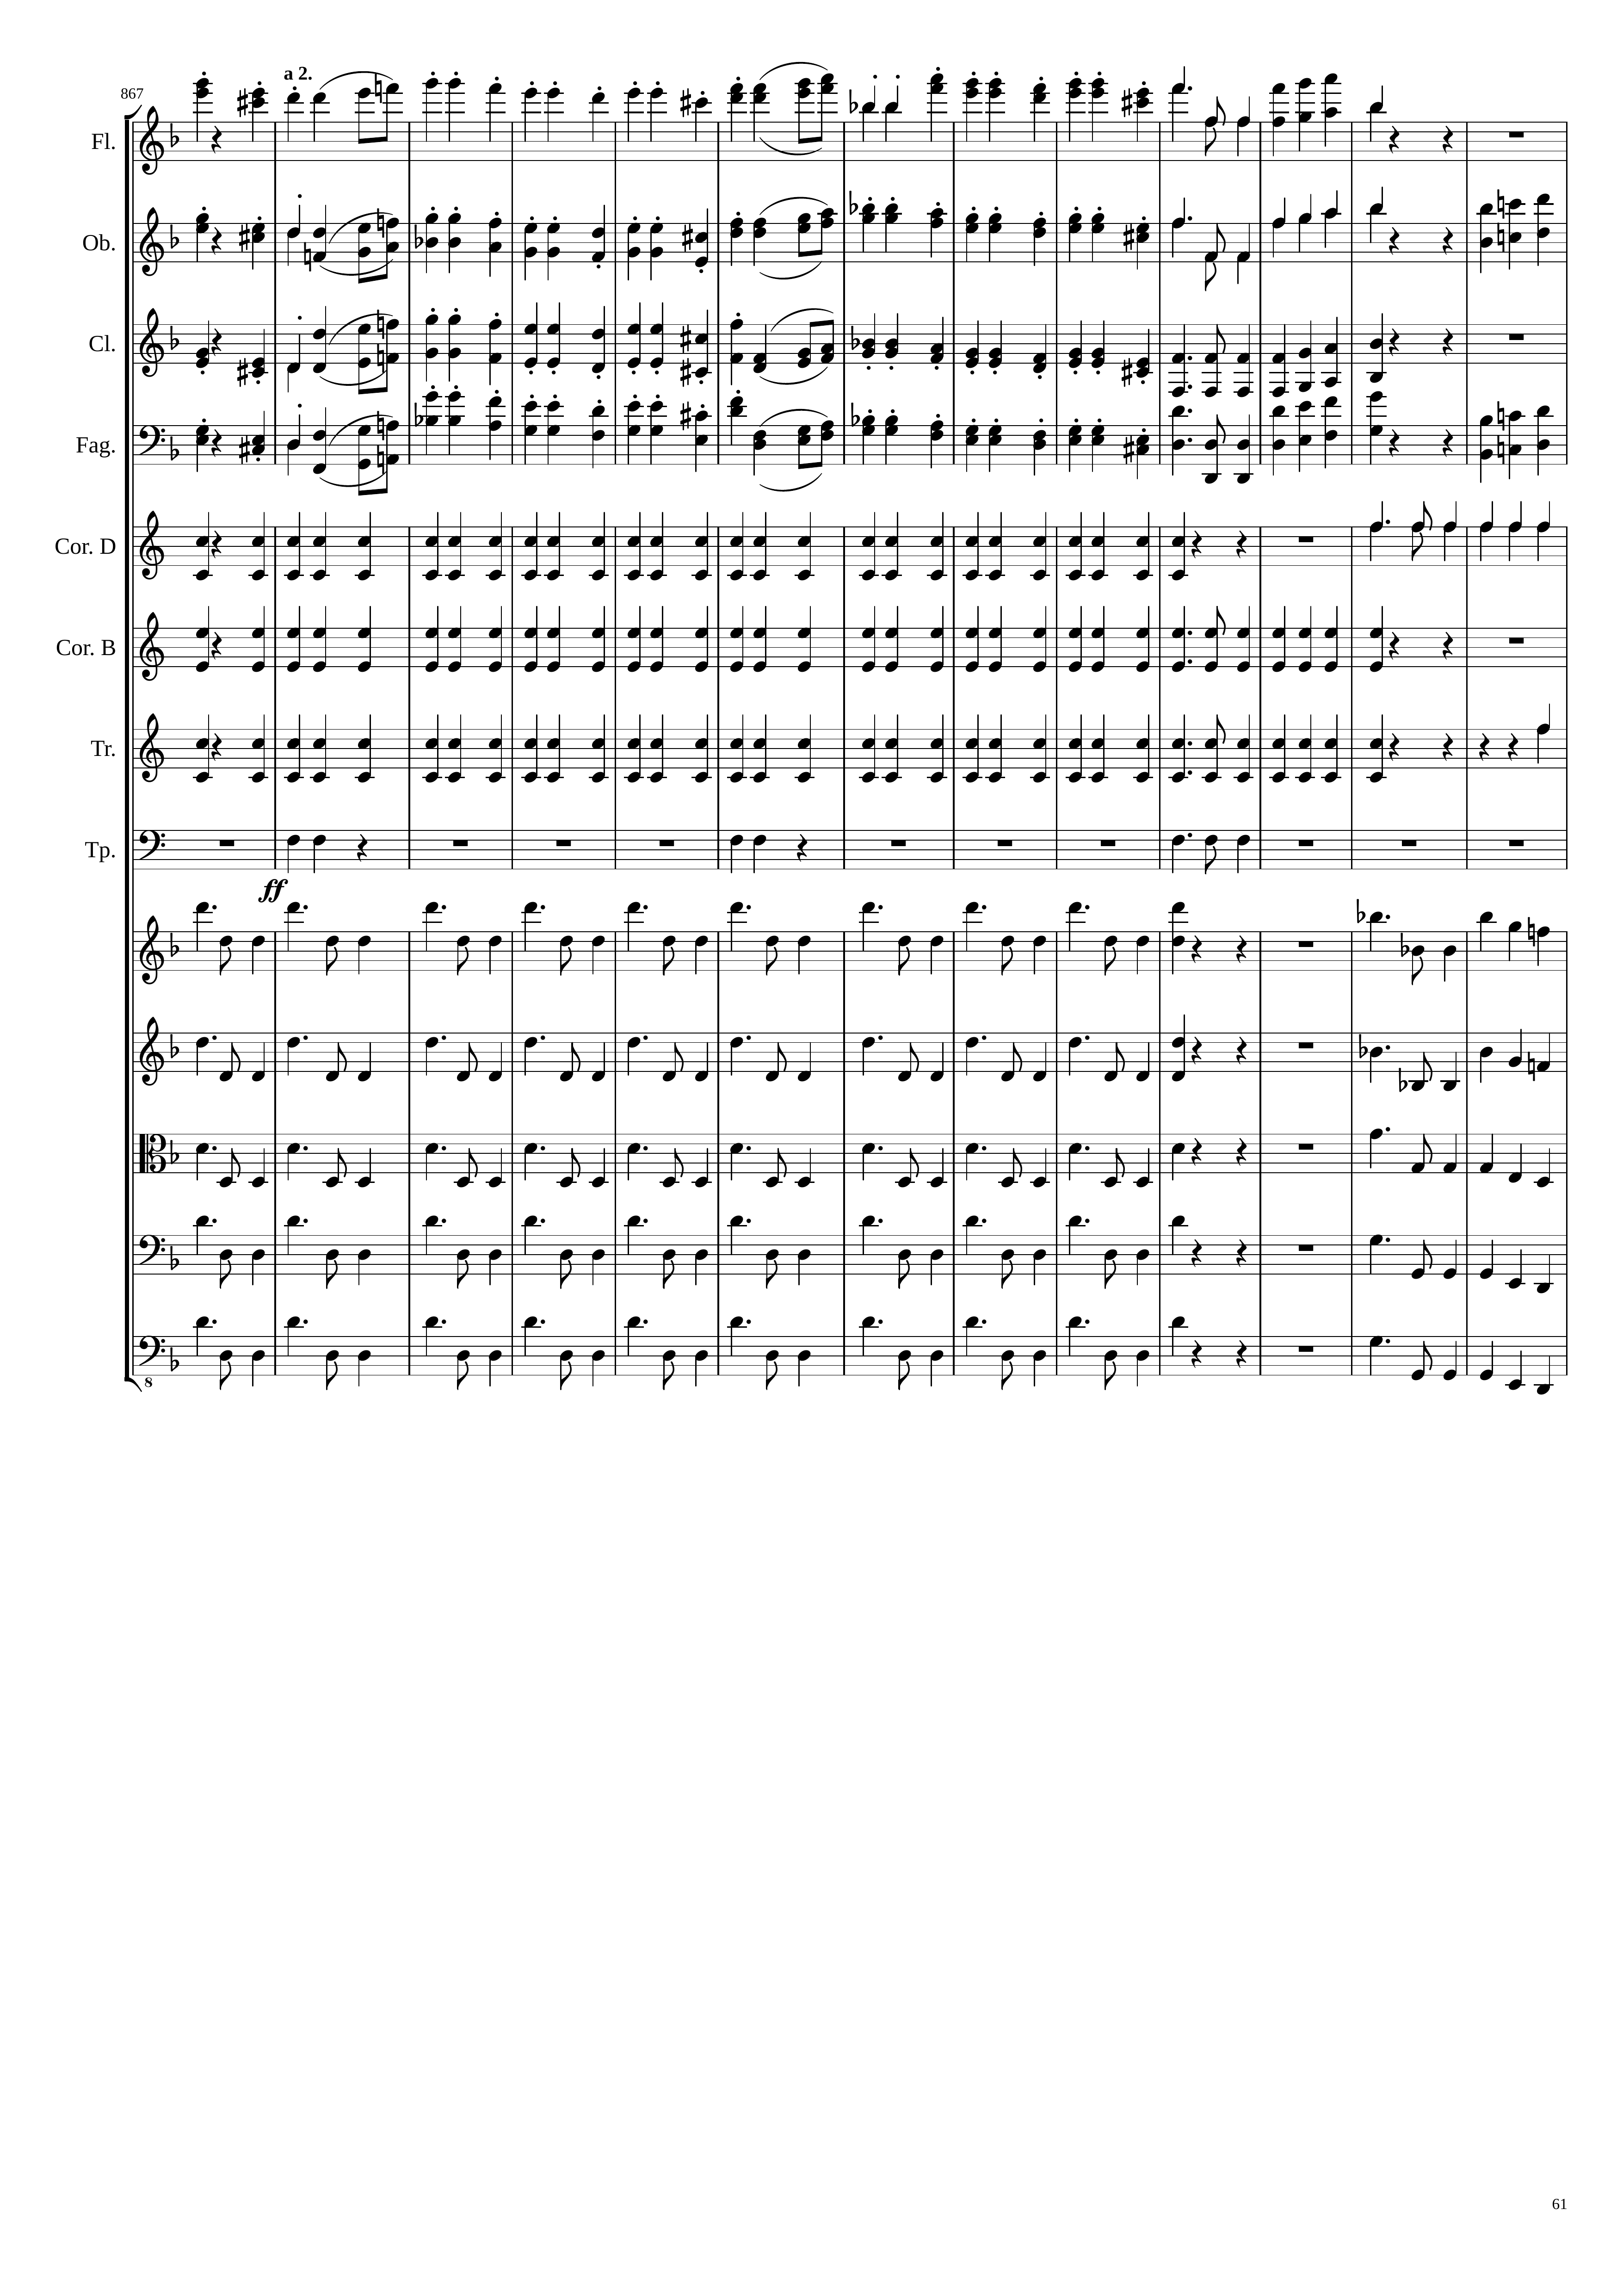 a 2.
867
Fl.
Ob.
Cl.
Fag.
Cor. D
Cor. B
Tr.
Tp.
ff
8
61